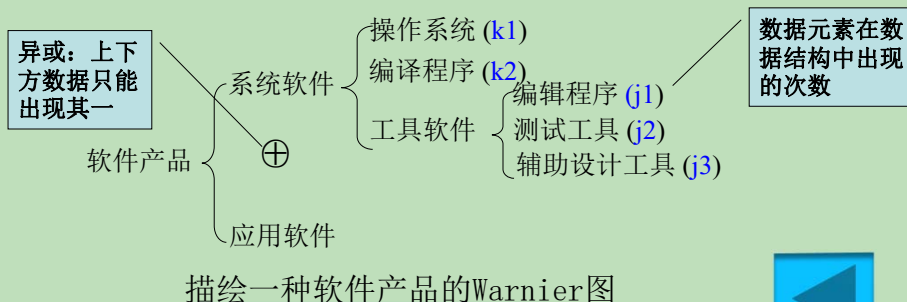 异或：上下
方数据只能
出现其一
操作系统 (k1)
编译程序 (k2)
系统软件
工具软件
编辑程序 (j1)
测试工具 (j2)
辅助设计工具 (j3)
数据元素在数
据结构中出现
的次数
软件产品
应用软件
描绘一种软件产品的Warnier图